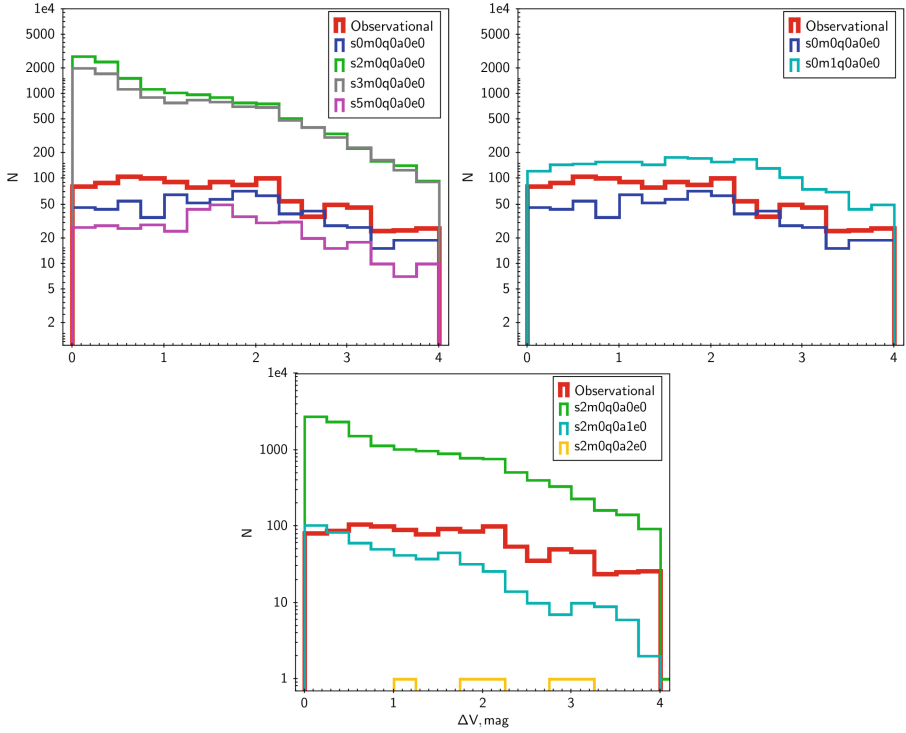 1e4
5000
2000
1000
500
200
100
50
20
10
5
2
N
0
1
2
3
4
Observational
s0m0q0a0e0
s2m0q0a0e0
s3m0q0a0e0
s5m0q0a0e0
1e4
5000
2000
1000
500
200
100
50
20
10
5
2
N
0
1
2
3
4
Observational
s0m0q0a0e0
s0m1q0a0e0
1e4
1000
100
10
1
N
0
1
2
3
4
ΔV, mag
Observational
s2m0q0a0e0
s2m0q0a1e0
s2m0q0a2e0